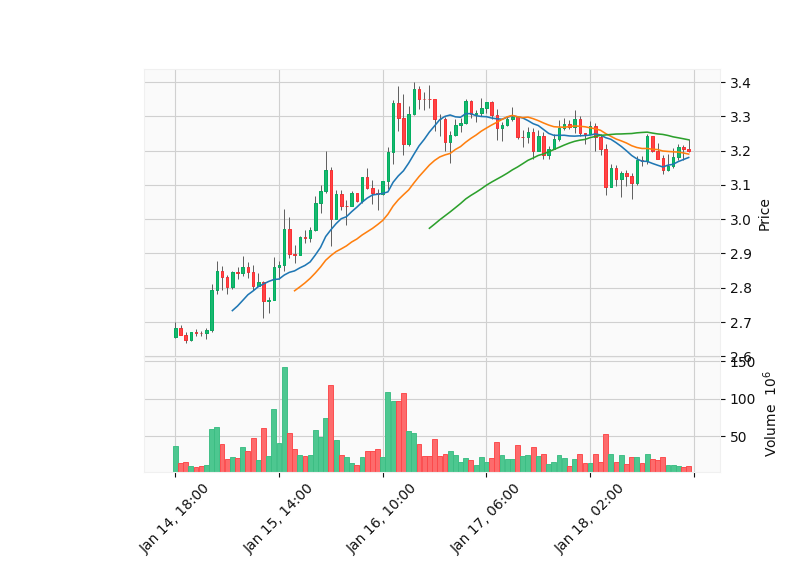 3.4
3.3
3.2
3.1
3.0
2.9
2.8
2.7
2.6
Price
150
100
50
Volume 10^6
Jan 14, 18:00
Jan 15, 14:00
Jan 16, 10:00
Jan 17, 06:00
Jan 18, 02:00